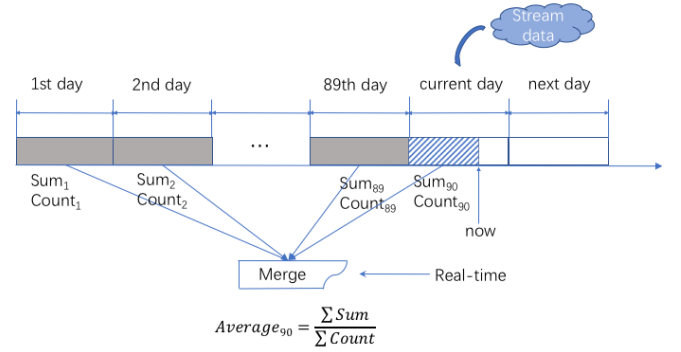 Stream
data
1st day
2nd day
89th day
current day
next day
...
Sum₁
Count₁
Sum₂
Count₂
Sum₈₉
Count₈₉
Sum₉₀
Count₉₀
now
Merge
Real-time
Average₉₀ = ∑ Sum / ∑ Count